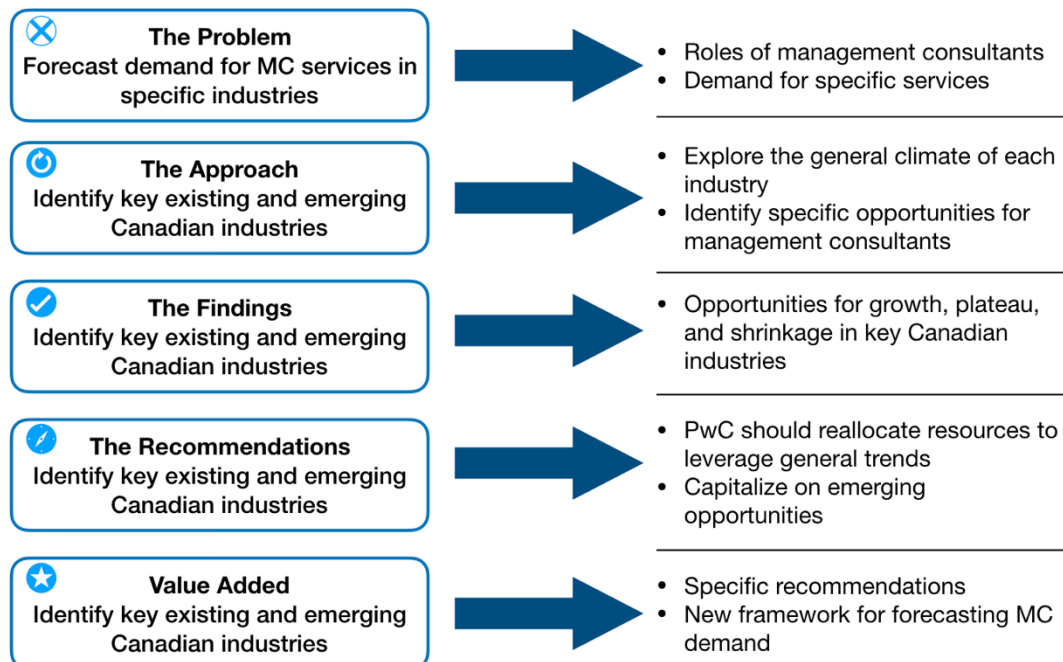 The Problem
Forecast demand for MC services in
specific industries
• Roles of management consultants
• Demand for specific services
The Approach
Identify key existing and emerging
Canadian industries
• Explore the general climate of each
industry
• Identify specific opportunities for
management consultants
The Findings
Identify key existing and emerging
Canadian industries
• Opportunities for growth, plateau,
and shrinkage in key Canadian
industries
The Recommendations
Identify key existing and emerging
Canadian industries
• PwC should reallocate resources to
leverage general trends
• Capitalize on emerging
opportunities
Value Added
Identify key existing and emerging
Canadian industries
• Specific recommendations
• New framework for forecasting MC
demand